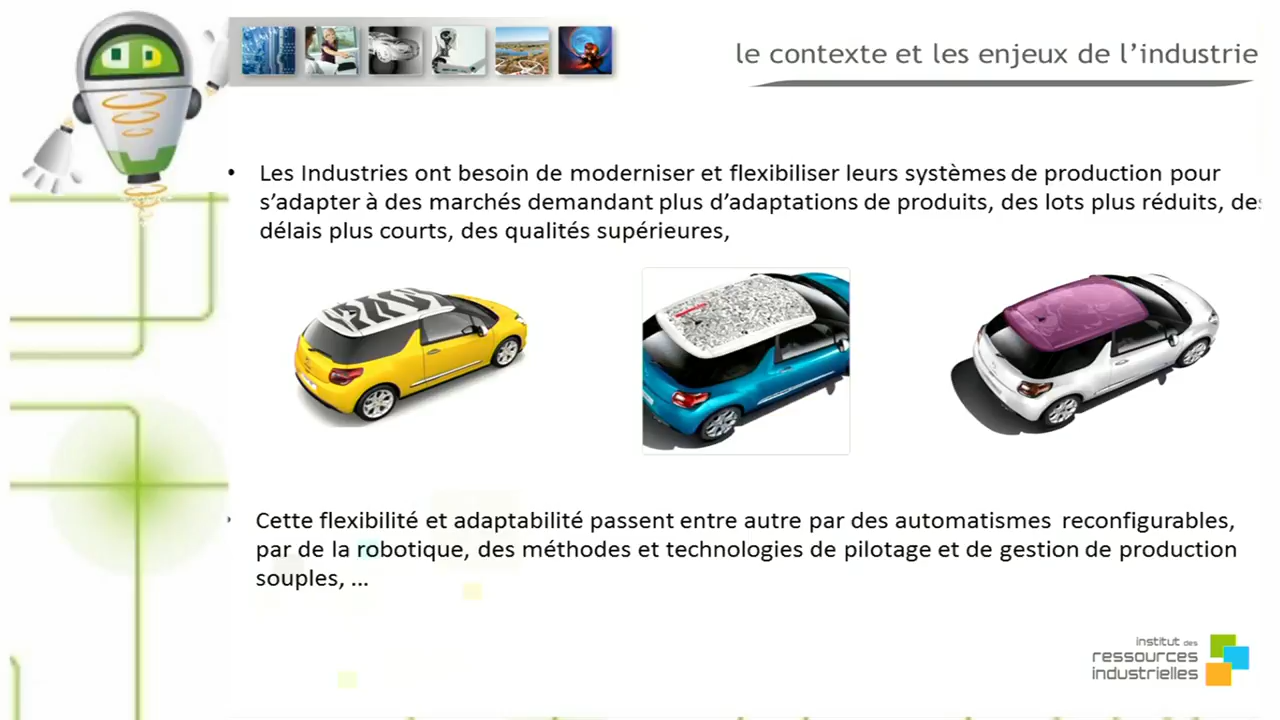 le contexte et les enjeux de l’industrie
• Les Industries ont besoin de moderniser et flexibiliser leurs systèmes de production pour
s’adapter à des marchés demandant plus d’adaptations de produits, des lots plus réduits, des
délais plus courts, des qualités supérieures,
• Cette flexibilité et adaptabilité passent entre autre par des automatismes reconfigurables,
par de la robotique, des méthodes et technologies de pilotage et de gestion de production
souples, ...
institut des
ressources
industrielles